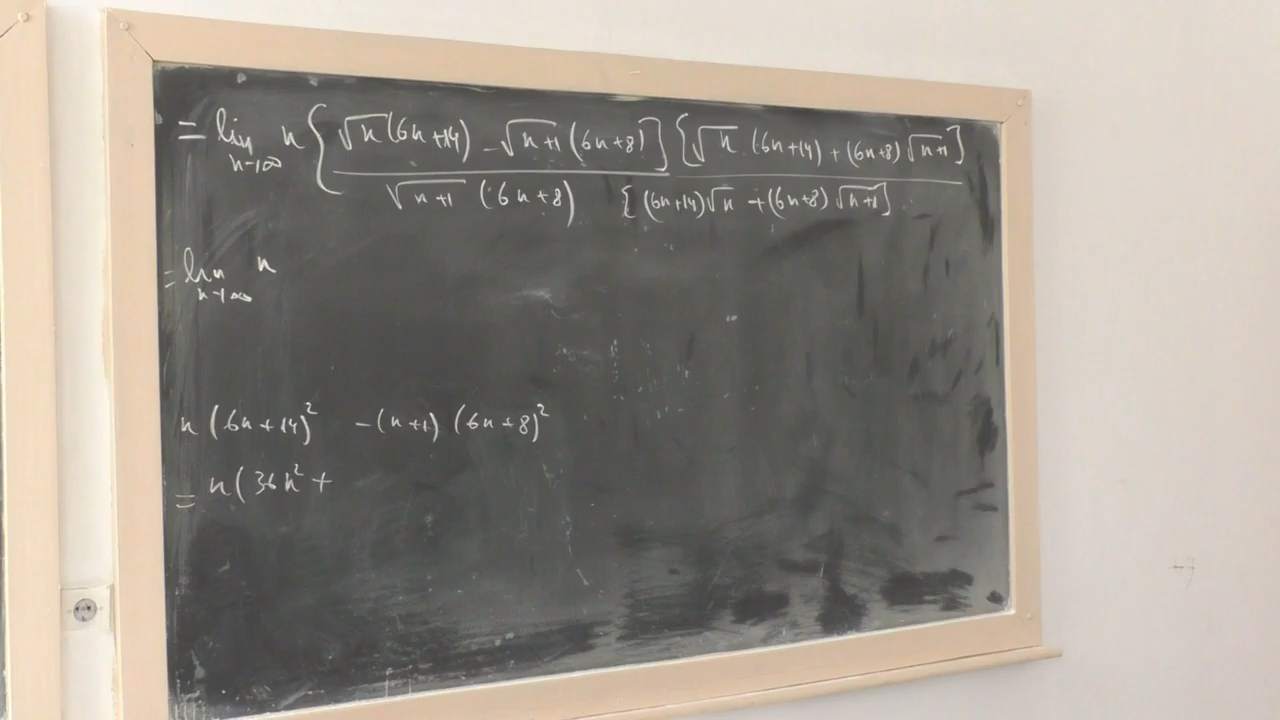 = lim n→∞ n { √n (6n+14) - √n+1 (6n+8) ] { √n (6n+14) + (6n+8) √n+1 ]
√n+1 (6n+8) { (6n+14) √n + (6n+8) √n+1 ]
= lim n→∞ n
n (6n+14)² - (n+1) (6n+8)²
= n (36n² +